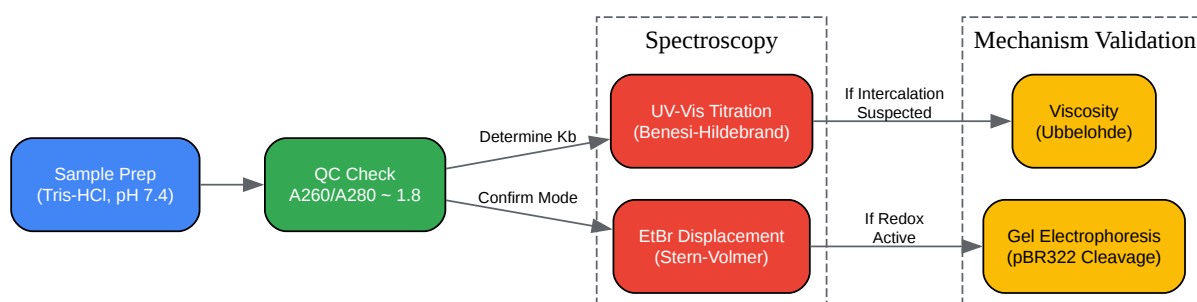 Spectroscopy
Mechanism Validation
UV-Vis Titration
(Benesi-Hildebrand)
If Intercalation
Suspected
Viscosity
(Ubbelohde)
Determine Kb
Sample Prep
(Tris-HCl, pH 7.4)
QC Check
A260/A280 ~ 1.8
Confirm Mode
EtBr Displacement
(Stern-Volmer)
If Redox
Active
Gel Electrophoresis
(pBR322 Cleavage)